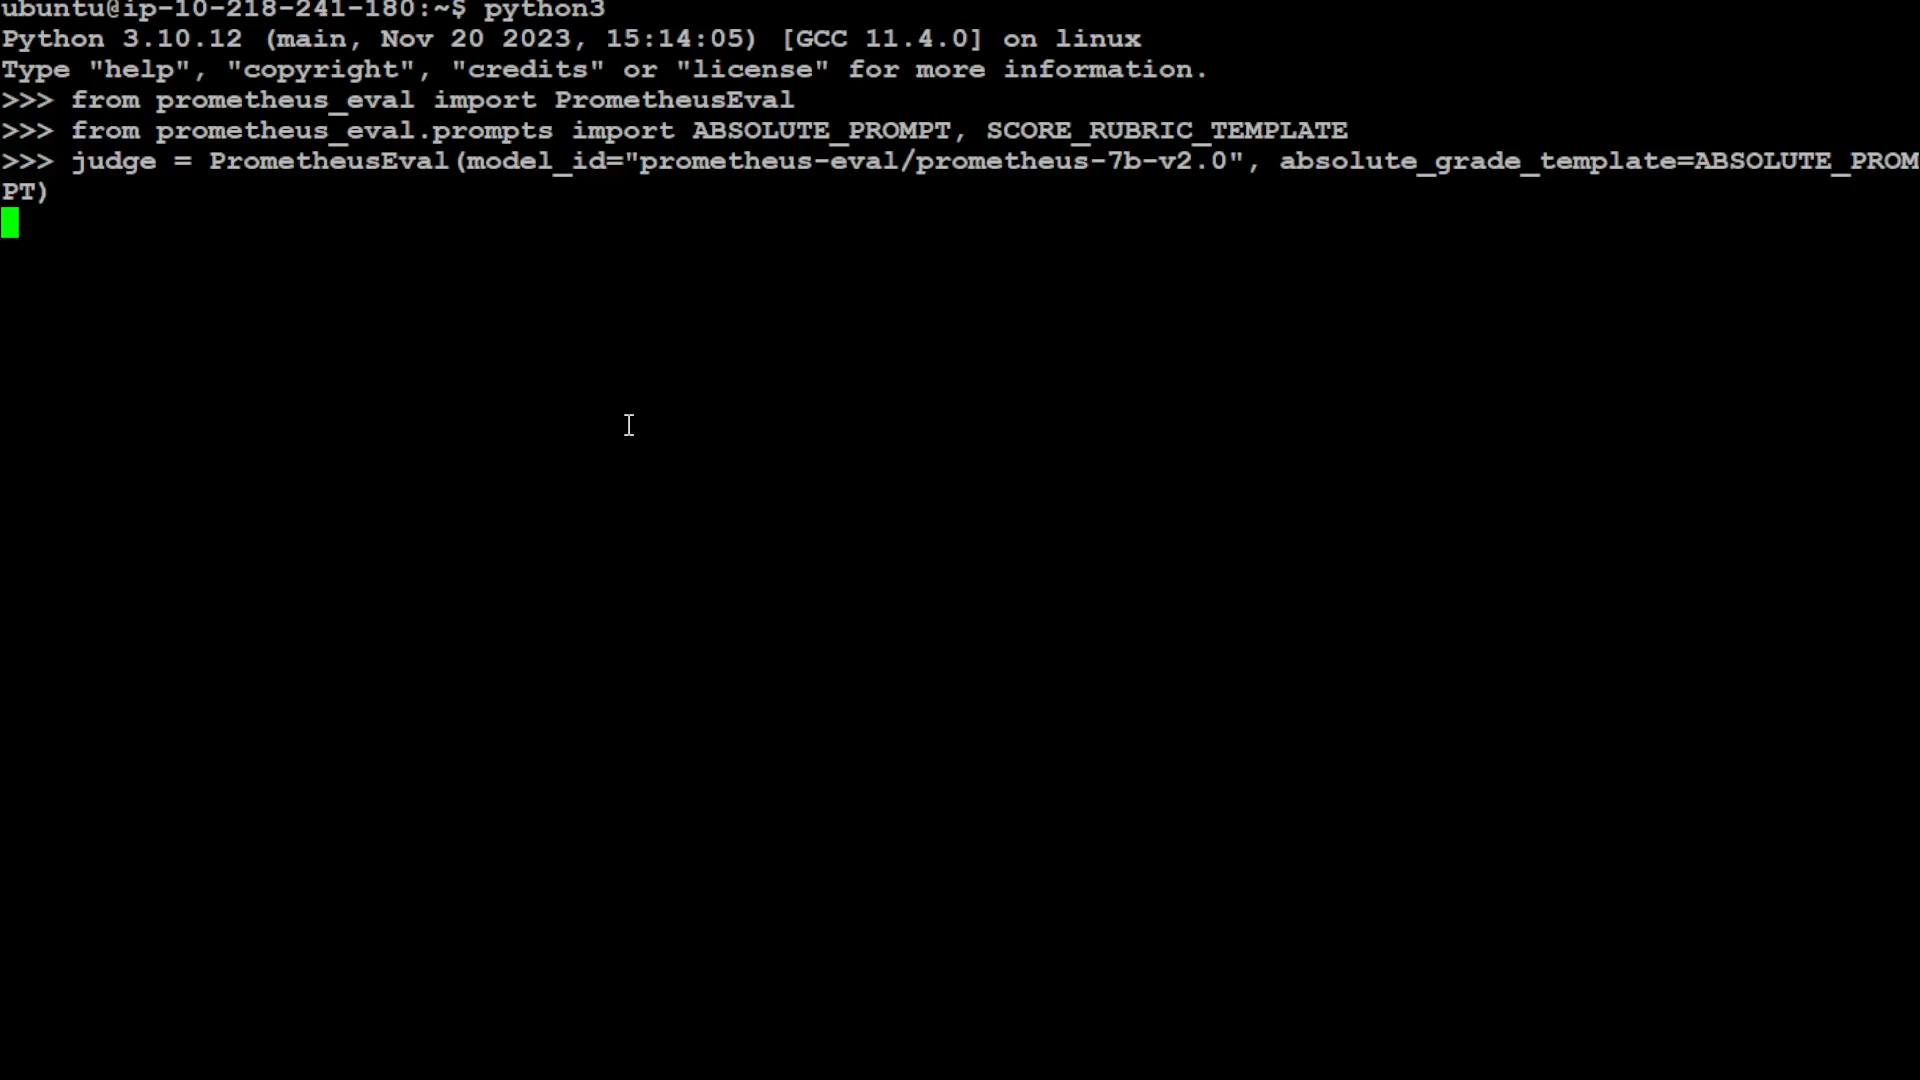 ubuntu@ip-10-218-241-180:~$ python3
Python 3.10.12 (main, Nov 20 2023, 15:14:05) [GCC 11.4.0] on linux
Type "help", "copyright", "credits" or "license" for more information.
>>> from prometheus_eval import PrometheusEval
>>> from prometheus_eval.prompts import ABSOLUTE_PROMPT, SCORE_RUBRIC_TEMPLATE
>>> judge = PrometheusEval(model_id="prometheus-eval/prometheus-7b-v2.0", absolute_grade_template=ABSOLUTE_PROM
PT)